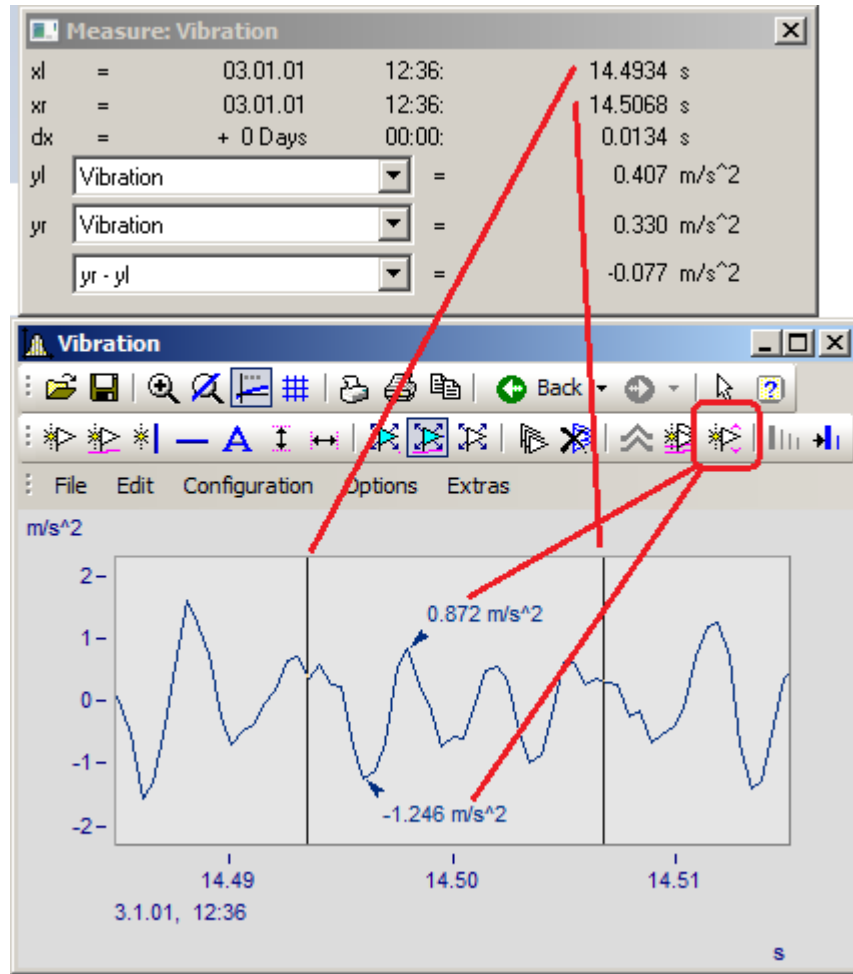 Measure: Vibration
xl = 03.01.01 12:36: 14.4934 s
xr = 03.01.01 12:36: 14.5068 s
dx = + 0 Days 00:00: 0.0134 s
yl Vibration = 0.407 m/s^2
yr Vibration = 0.330 m/s^2
yr - yl = -0.077 m/s^2
Vibration
Back
A
File Edit Configuration Options Extras
m/s^2
2
0.872 m/s^2
1
0
-1
-1.246 m/s^2
-2
14.49 14.50 14.51
3.1.01, 12:36
s